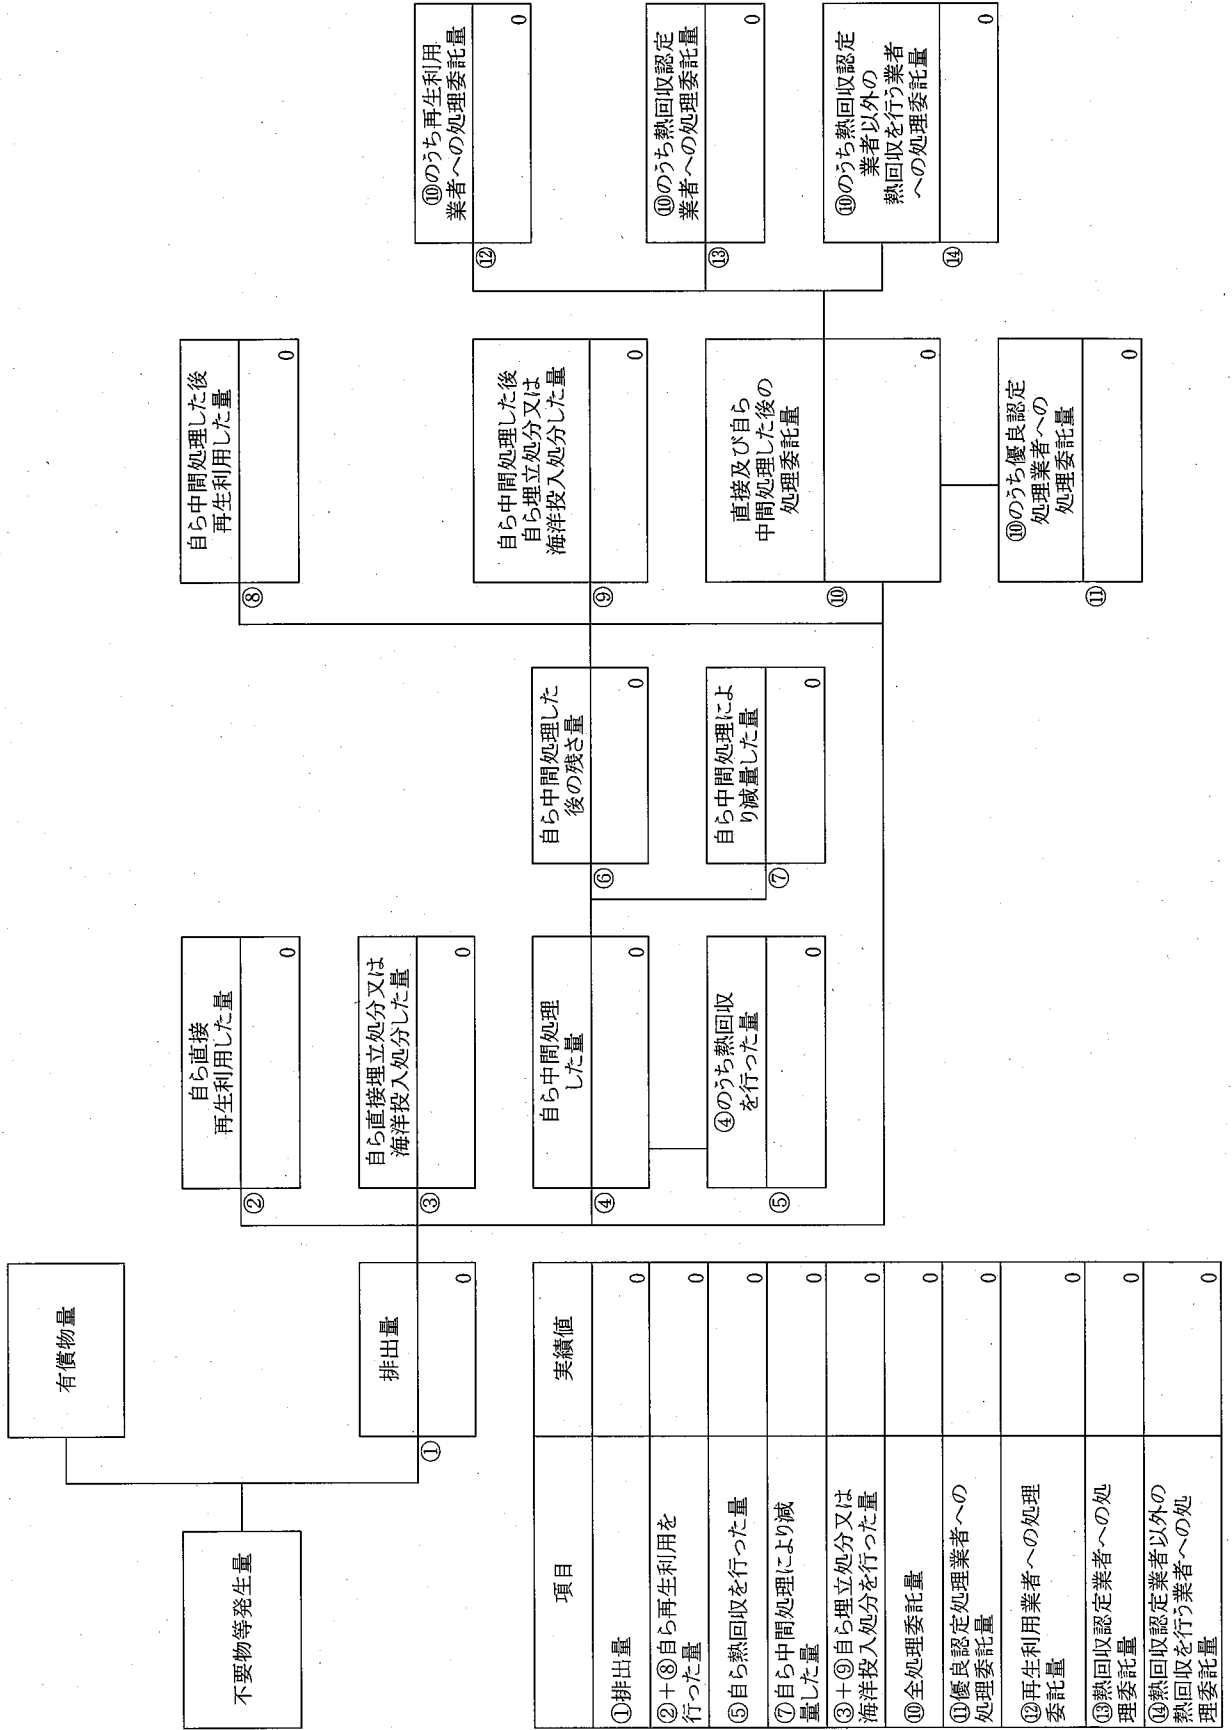 不要物等発生量
有償物量
①
排出量
0
②
自ら直接
再生利用した量
0
③
自ら直接埋立処分又は
海洋投入処分した量
0
④
自ら中間処理
した量
0
⑤
④のうち熱回収
を行った量
0
⑥
自ら中間処理した
後の残さ量
0
⑦
自ら中間処理によ
り減量した量
0
⑧
自ら中間処理した後
再生利用した量
0
⑨
自ら中間処理した後
自ら埋立処分又は
海洋投入処分した量
0
⑩
直接及び自ら
中間処理した後の
処理委託量
0
⑪
⑩のうち優良認定
処理業者への
処理委託量
0
⑫
⑩のうち再生利用
業者への処理委託量
0
⑬
⑩のうち熱回収認定
業者への処理委託量
0
⑭
⑩のうち熱回収認定
業者以外の
熱回収を行う業者
への処理委託量
0
項目 実績値
①排出量 0
②+⑧自ら再生利用を
行った量 0
⑤自ら熱回収を行った量 0
⑦自ら中間処理により減
量した量 0
③+⑨自ら埋立処分又は
海洋投入処分を行った量 0
⑩全処理委託量 0
⑪優良認定処理業者への
処理委託量 0
⑫再生利用業者への処理
委託量 0
⑬熱回収認定業者への処
理委託量 0
⑭熱回収認定業者以外の
熱回収を行う業者への処
理委託量 0